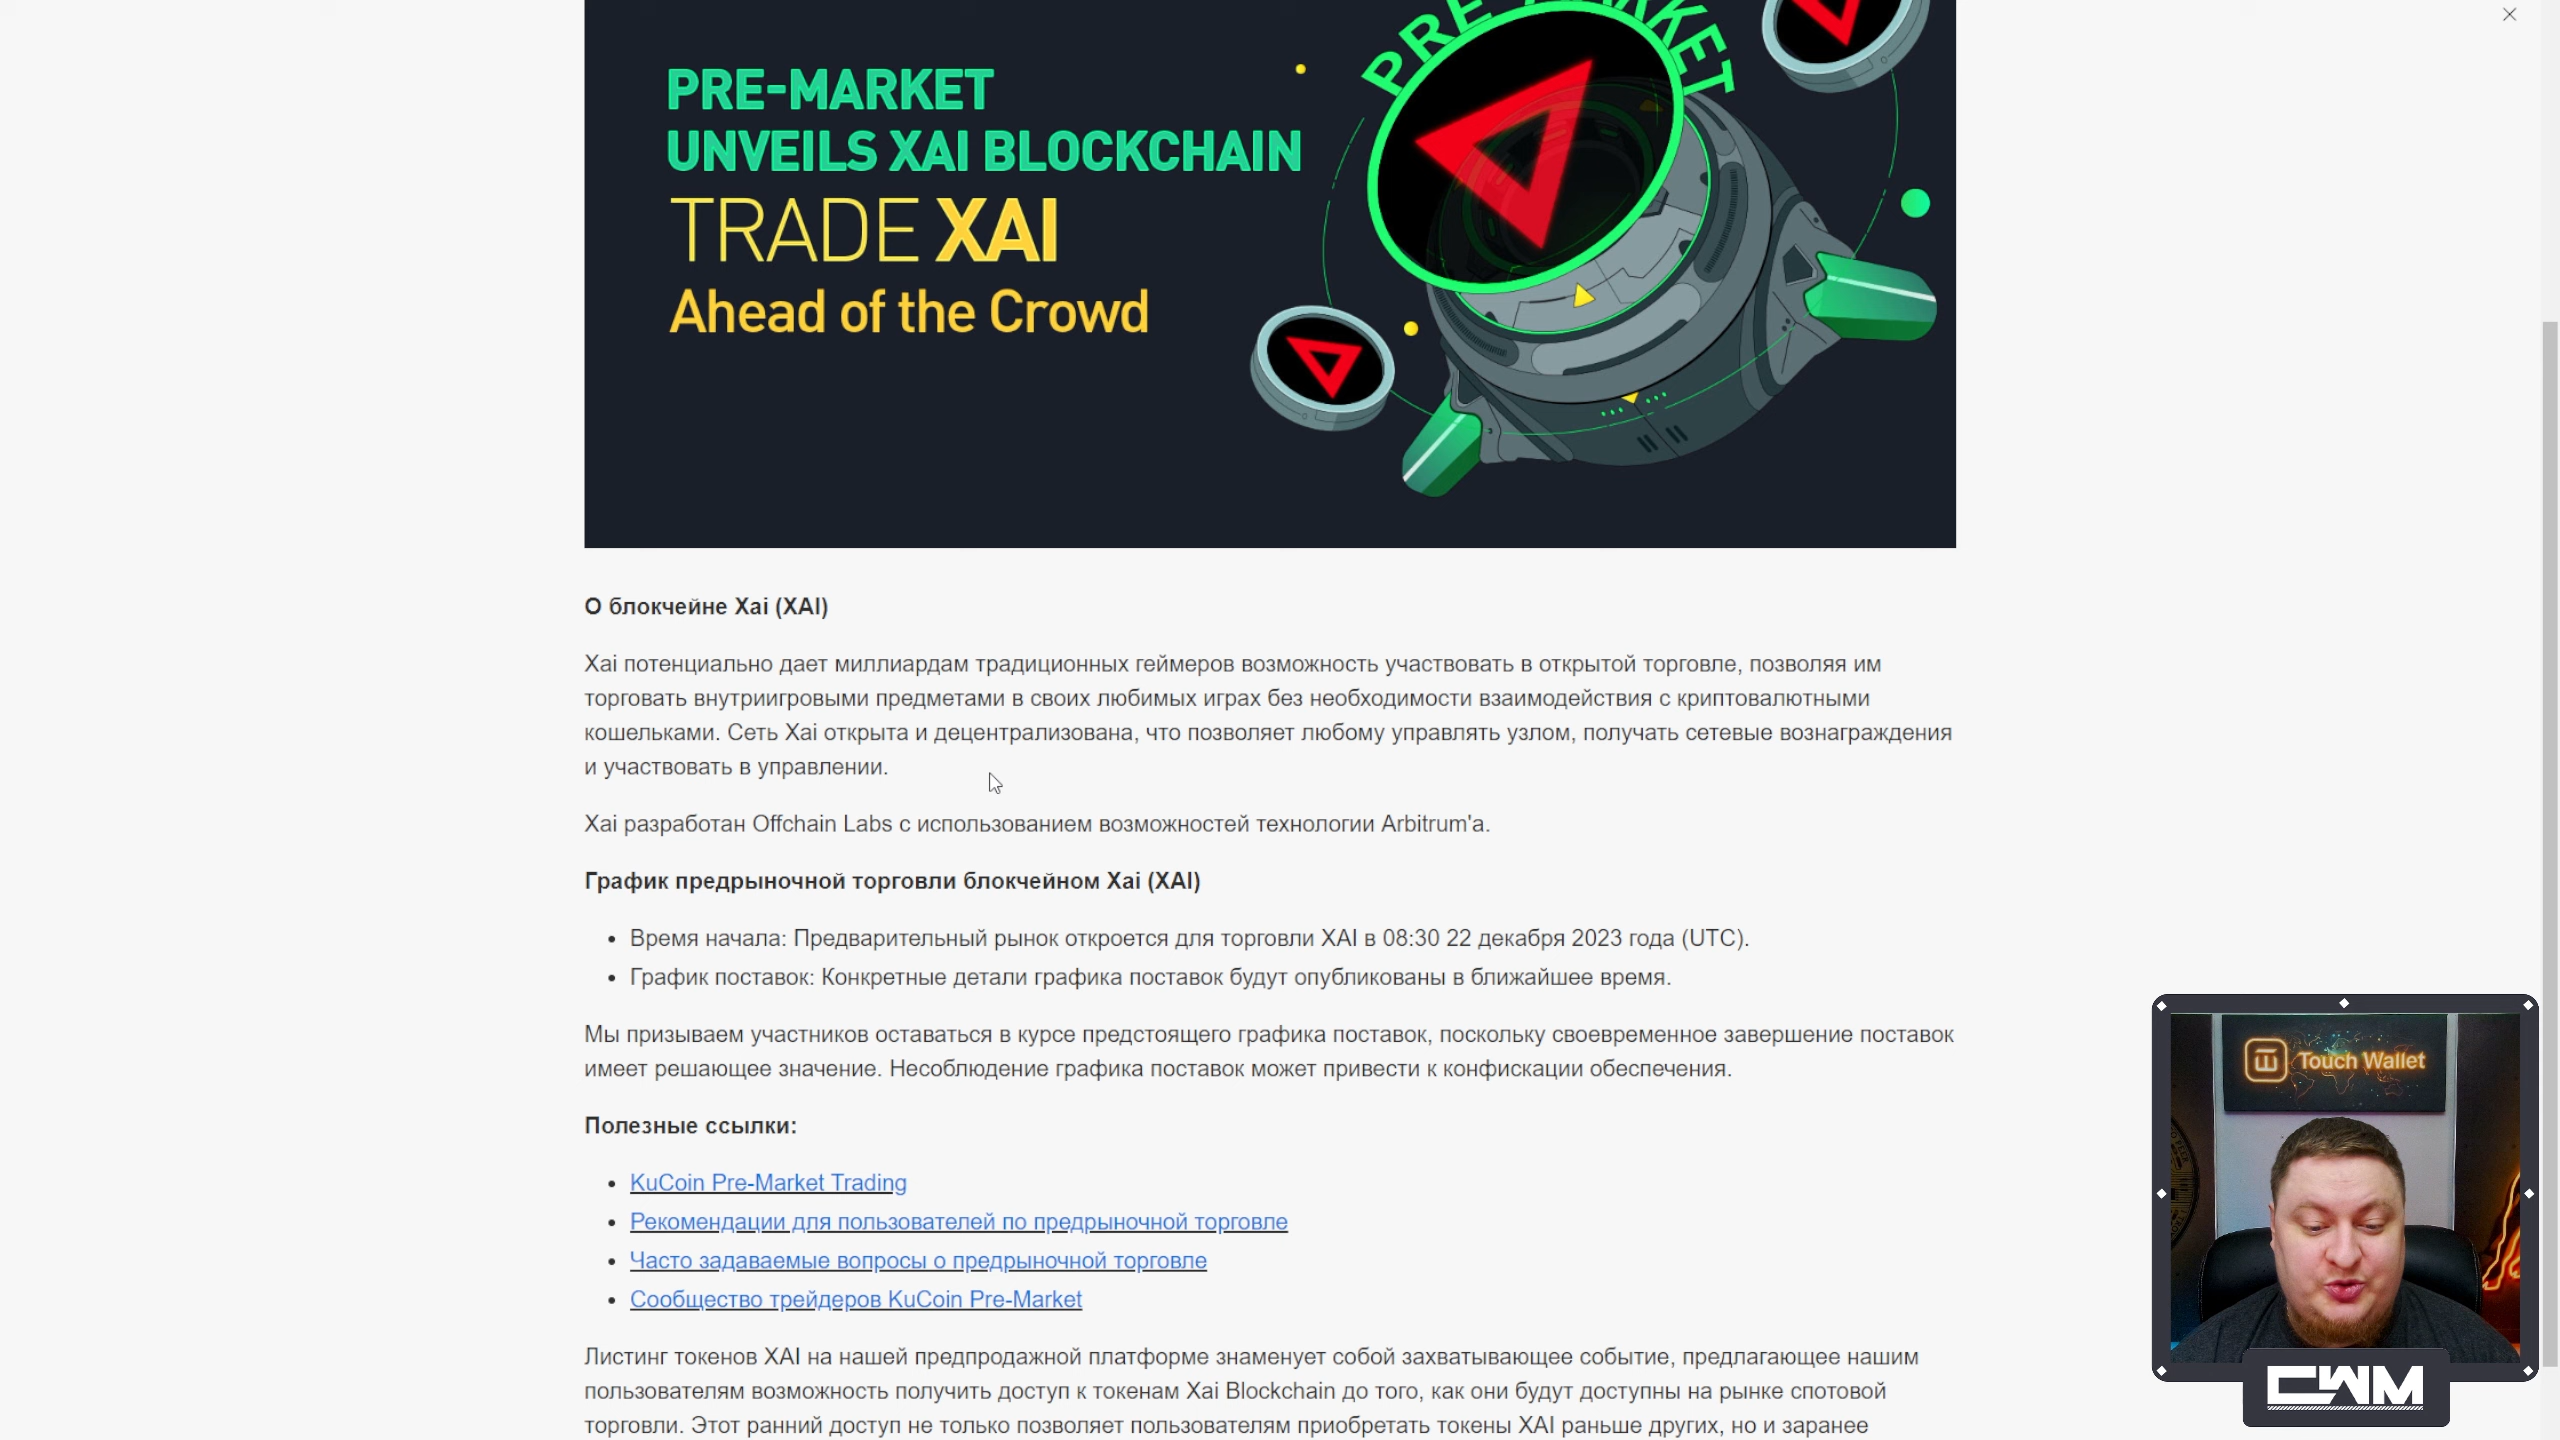 PRE-MARKET
PRE-MARKET
UNVEILS XAI BLOCKCHAIN
TRADE XAI
Ahead of the Crowd
О блокчейне Xai (XAI)
Xai потенциально дает миллиардам традиционных геймеров возможность участвовать в открытой торговле, позволяя им
торговать внутриигровыми предметами в своих любимых играх без необходимости взаимодействия с криптовалютными
кошельками. Сеть Xai открыта и децентрализована, что позволяет любому управлять узлом, получать сетевые вознаграждения
и участвовать в управлении.
Xai разработан Offchain Labs с использованием возможностей технологии Arbitrum'а.
График предрыночной торговли блокчейном Xai (XAI)
• Время начала: Предварительный рынок откроется для торговли XAI в 08:30 22 декабря 2023 года (UTC).
• График поставок: Конкретные детали графика поставок будут опубликованы в ближайшее время.
Мы призываем участников оставаться в курсе предстоящего графика поставок, поскольку своевременное завершение поставок
имеет решающее значение. Несоблюдение графика поставок может привести к конфискации обеспечения.
Полезные ссылки:
• KuCoin Pre-Market Trading
• Рекомендации для пользователей по предрыночной торговле
• Часто задаваемые вопросы о предрыночной торговле
• Сообщество трейдеров KuCoin Pre-Market
Листинг токенов XAI на нашей предпродажной платформе знаменует собой захватывающее событие, предлагающее нашим
пользователям возможность получить доступ к токенам Xai Blockchain до того, как они будут доступны на рынке спотовой
торговли. Этот ранний доступ не только позволяет пользователям приобретать токены XAI раньше других, но и заранее
Touch Wallet
CWM